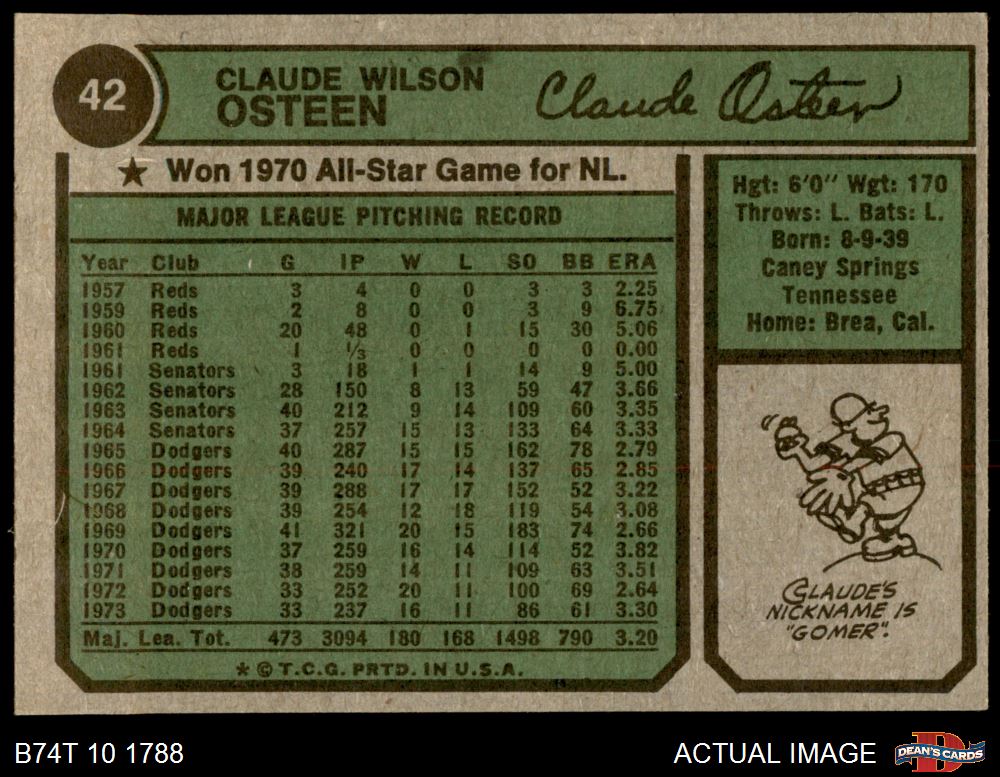 42
CLAUDE WILSON
OSTEEN
Claude Osteen
★ Won 1970 All-Star Game for NL.
MAJOR LEAGUE PITCHING RECORD
Year Club G IP W L SO BB ERA
1957 Reds 3 4 0 0 3 3 2.25
1959 Reds 2 8 0 0 3 9 6.75
1960 Reds 20 48 0 1 15 30 5.06
1961 Reds 1 1/3 0 0 0 0 0.00
1961 Senators 3 18 1 1 14 9 5.00
1962 Senators 28 150 8 13 59 47 3.66
1963 Senators 40 212 9 14 109 60 3.35
1964 Senators 37 257 15 13 133 64 3.33
1965 Dodgers 40 287 15 15 162 78 2.79
1966 Dodgers 39 240 17 14 137 65 2.85
1967 Dodgers 39 288 17 17 152 52 3.22
1968 Dodgers 39 254 12 18 119 54 3.08
1969 Dodgers 41 321 20 15 183 74 2.66
1970 Dodgers 37 259 16 14 114 52 3.82
1971 Dodgers 38 259 14 11 109 63 3.51
1972 Dodgers 33 252 20 11 100 69 2.64
1973 Dodgers 33 237 16 11 86 61 3.30
Maj. Lea. Tot. 473 3094 180 168 1498 790 3.20
* © T.C.G. PRTD. IN U.S.A.
Hgt: 6'0" Wgt: 170
Throws: L. Bats: L.
Born: 8-9-39
Caney Springs
Tennessee
Home: Brea, Cal.
CLAUDE'S
NICKNAME IS
"GOMER".
B74T 10 1788
ACTUAL IMAGE
D
DEAN'S CARDS